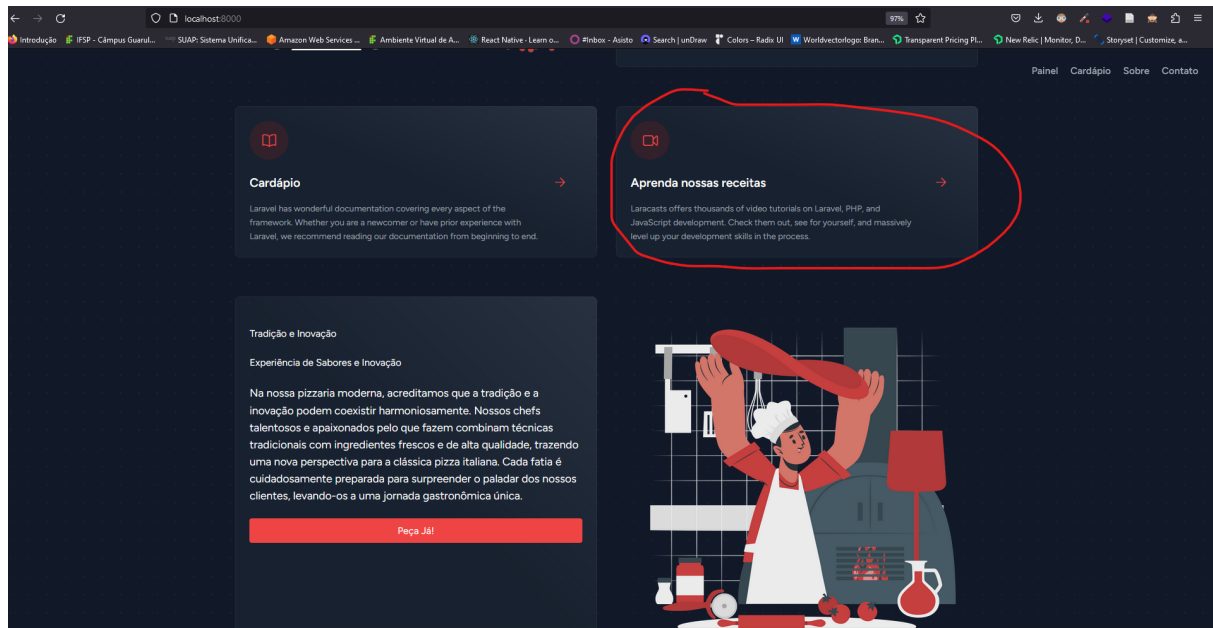 localhost:8000
97%
Introdução
IFSP - Câmpus Guarul...
SUAP: Sistema Unifica...
Amazon Web Services ...
Ambiente Virtual de A...
React Native · Learn o...
#Inbox - Asisto
Search | unDraw
Colors – Radix UI
Worldvectorlogo: Bran...
Transparent Pricing Pl...
New Relic | Monitor, D...
Storyset | Customize, a...
Painel
Cardápio
Sobre
Contato
Cardápio
Laravel has wonderful documentation covering every aspect of the
framework. Whether you are a newcomer or have prior experience with
Laravel, we recommend reading our documentation from beginning to end.
Aprenda nossas receitas
Laracasts offers thousands of video tutorials on Laravel, PHP, and
JavaScript development. Check them out, see for yourself, and massively
level up your development skills in the process.
Tradição e Inovação
Experiência de Sabores e Inovação
Na nossa pizzaria moderna, acreditamos que a tradição e a
inovação podem coexistir harmoniosamente. Nossos chefs
talentosos e apaixonados pelo que fazem combinam técnicas
tradicionais com ingredientes frescos e de alta qualidade, trazendo
uma nova perspectiva para a clássica pizza italiana. Cada fatia é
cuidadosamente preparada para surpreender o paladar dos nossos
clientes, levando-os a uma jornada gastronômica única.
Peça Já!